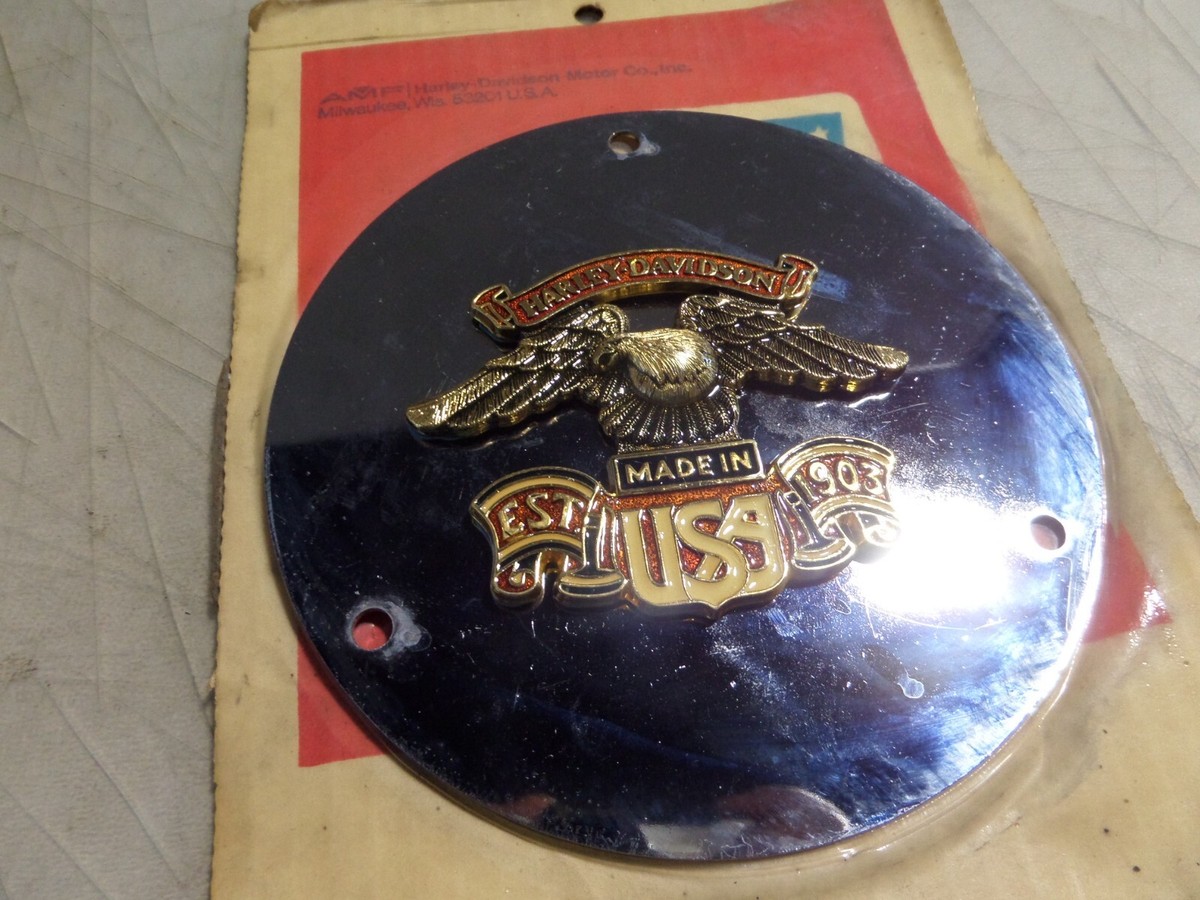 AMF | Harley-Davidson Motor Co., Inc.
Milwaukee, Wis. 53201 U.S.A.
HARLEY-DAVIDSON
MADE IN
EST 1903
USA